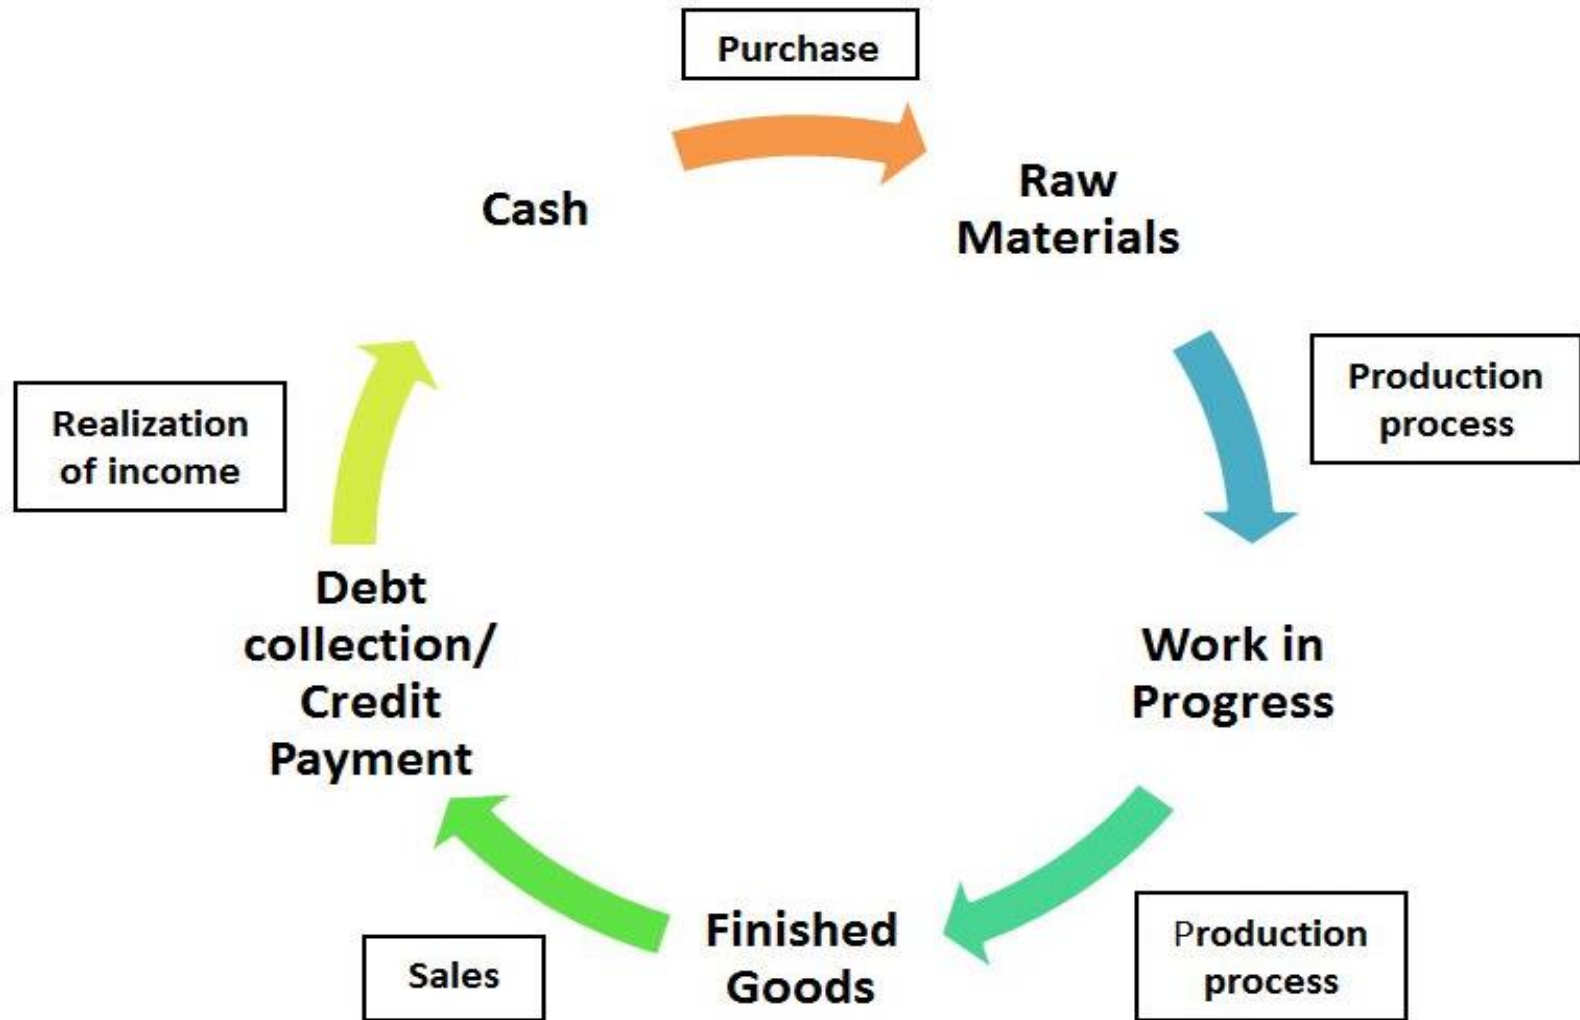 Purchase
Cash
Raw
Materials
Production
process
Realization
of income
Debt
collection/
Credit
Payment
Work in
Progress
Finished
Goods
Production
process
Sales